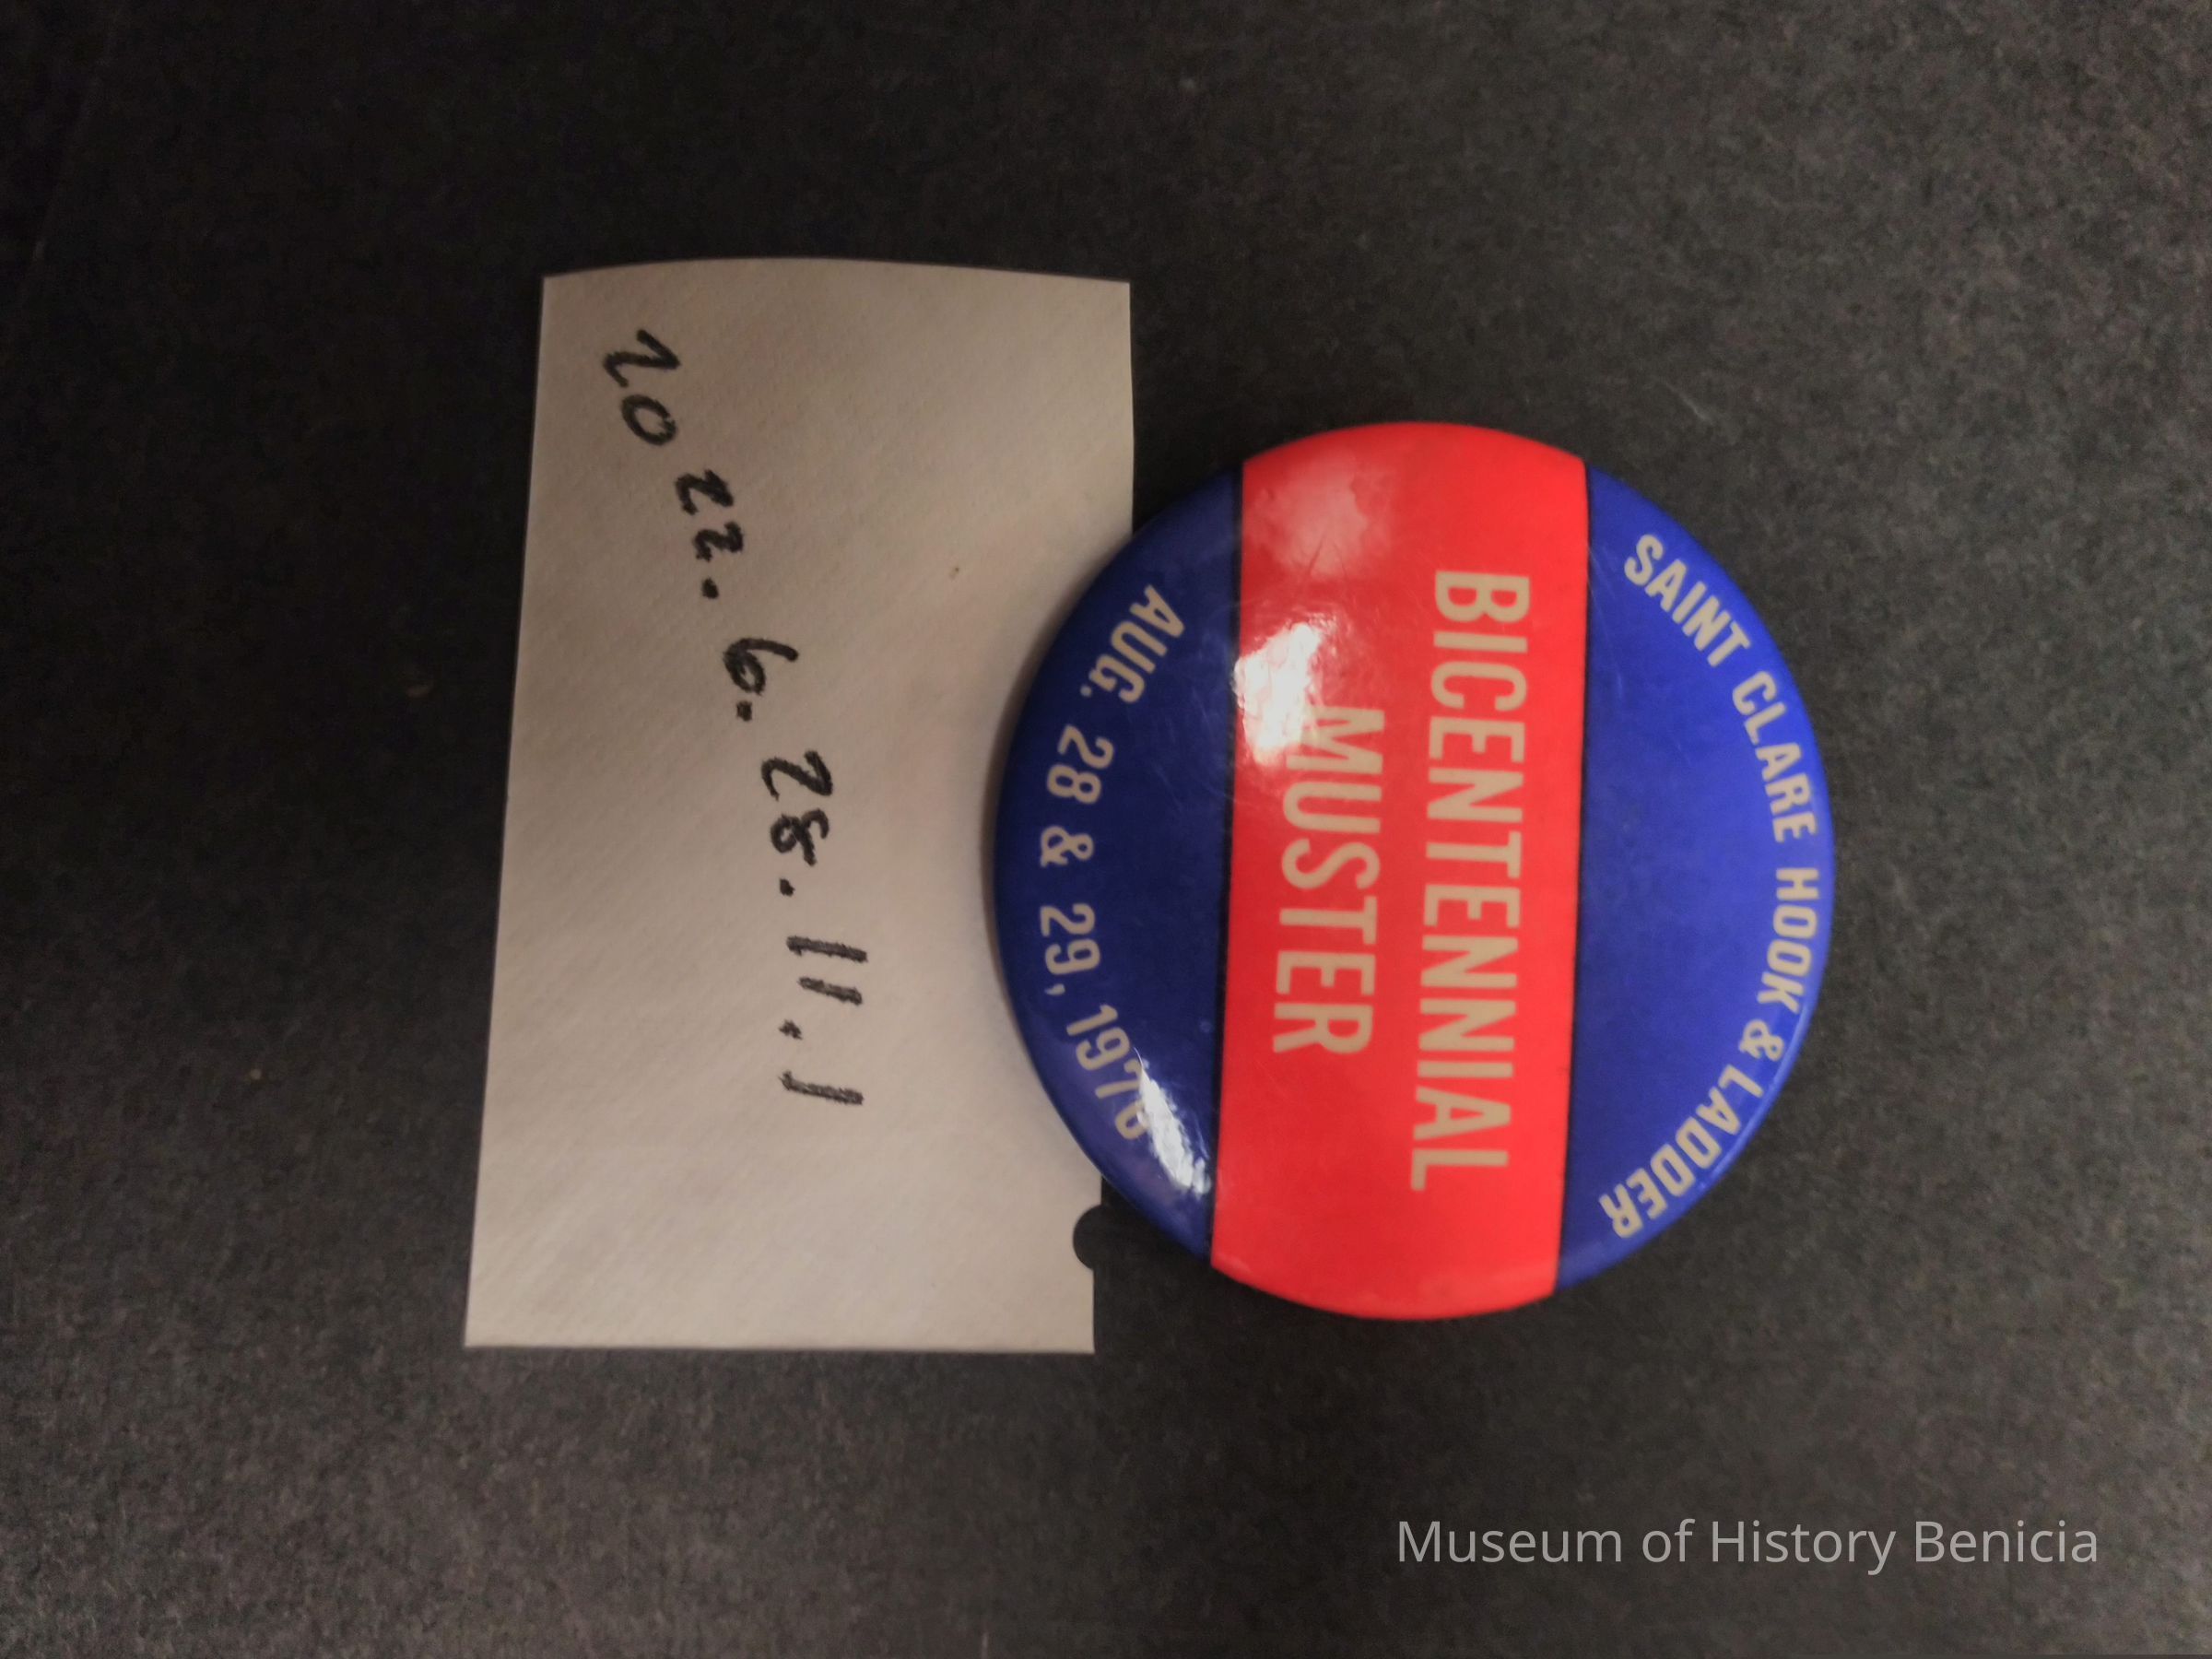 SAINT CLARE HOOK & LADDER
BICENTENNIAL
MUSTER
AUG. 28 & 29, 1976
2022.6.28.11.1
Museum of History Benicia